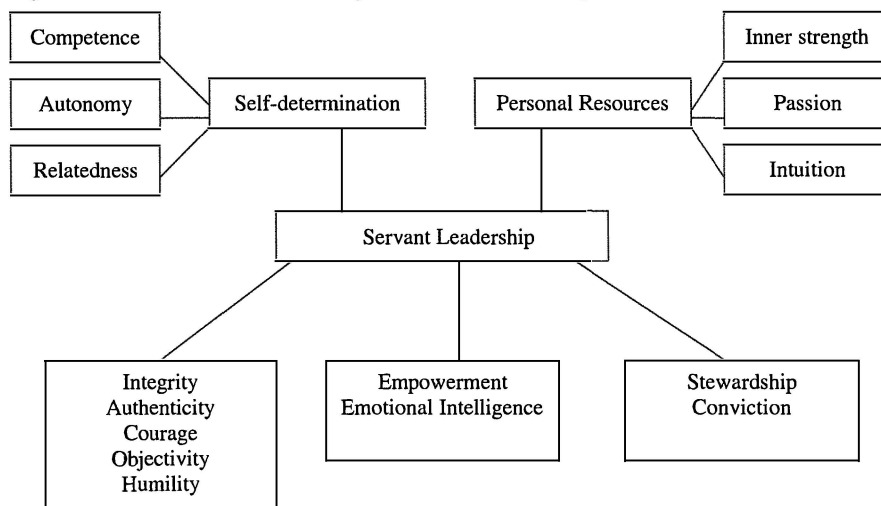 Competence
Inner strength
Autonomy
Self-determination
Personal Resources
Passion
Relatedness
Intuition
Servant Leadership
Integrity
Authenticity
Courage
Objectivity
Humility
Empowerment
Emotional Intelligence
Stewardship
Conviction